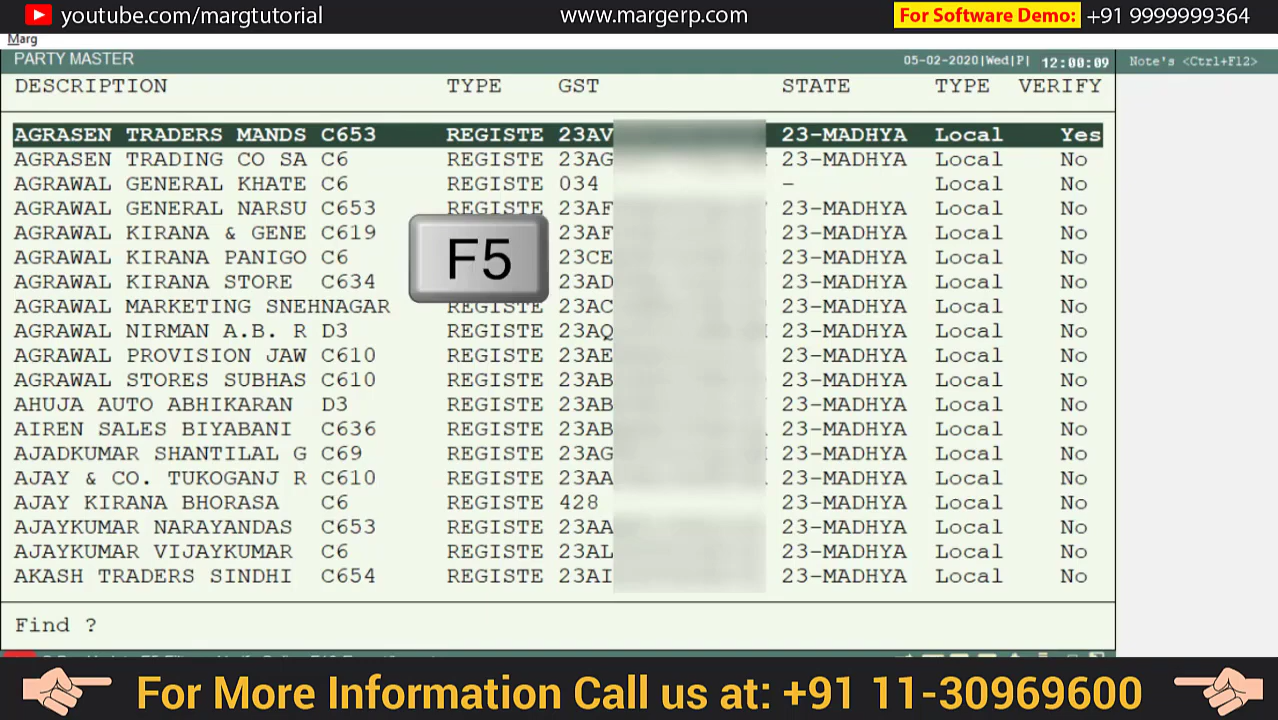 youtube.com/margtutorial www.margerp.com For Software Demo: +91 9999999364
Marg
PARTY MASTER 05-02-2020|Wed|P| 12:00:09 Note's <Ctrl+F12>
DESCRIPTION TYPE GST STATE TYPE VERIFY
AGRASEN TRADERS MANDS C653 REGISTE 23AV 23-MADHYA Local Yes
AGRASEN TRADING CO SA C6 REGISTE 23AG 23-MADHYA Local No
AGRAWAL GENERAL KHATE C6 REGISTE 034 - Local No
AGRAWAL GENERAL NARSU C653 REGISTE 23AF 23-MADHYA Local No
AGRAWAL KIRANA & GENE C619 23AF 23-MADHYA Local No
F5
AGRAWAL KIRANA PANIGO C6 23CE 23-MADHYA Local No
AGRAWAL KIRANA STORE C634 23AD 23-MADHYA Local No
AGRAWAL MARKETING SNEHNAGAR REGISTE 23AC 23-MADHYA Local No
AGRAWAL NIRMAN A.B. R D3 REGISTE 23AQ 23-MADHYA Local No
AGRAWAL PROVISION JAW C610 REGISTE 23AE 23-MADHYA Local No
AGRAWAL STORES SUBHAS C610 REGISTE 23AB 23-MADHYA Local No
AHUJA AUTO ABHIKARAN D3 REGISTE 23AB 23-MADHYA Local No
AIREN SALES BIYABANI C636 REGISTE 23AB 23-MADHYA Local No
AJADKUMAR SHANTILAL G C69 REGISTE 23AG 23-MADHYA Local No
AJAY & CO. TUKOGANJ R C610 REGISTE 23AA 23-MADHYA Local No
AJAY KIRANA BHORASA C6 REGISTE 428 23-MADHYA Local No
AJAYKUMAR NARAYANDAS C653 REGISTE 23AA 23-MADHYA Local No
AJAYKUMAR VIJAYKUMAR C6 REGISTE 23AL 23-MADHYA Local No
AKASH TRADERS SINDHI C654 REGISTE 23AI 23-MADHYA Local No
Find ?
For More Information Call us at: +91 11-30969600